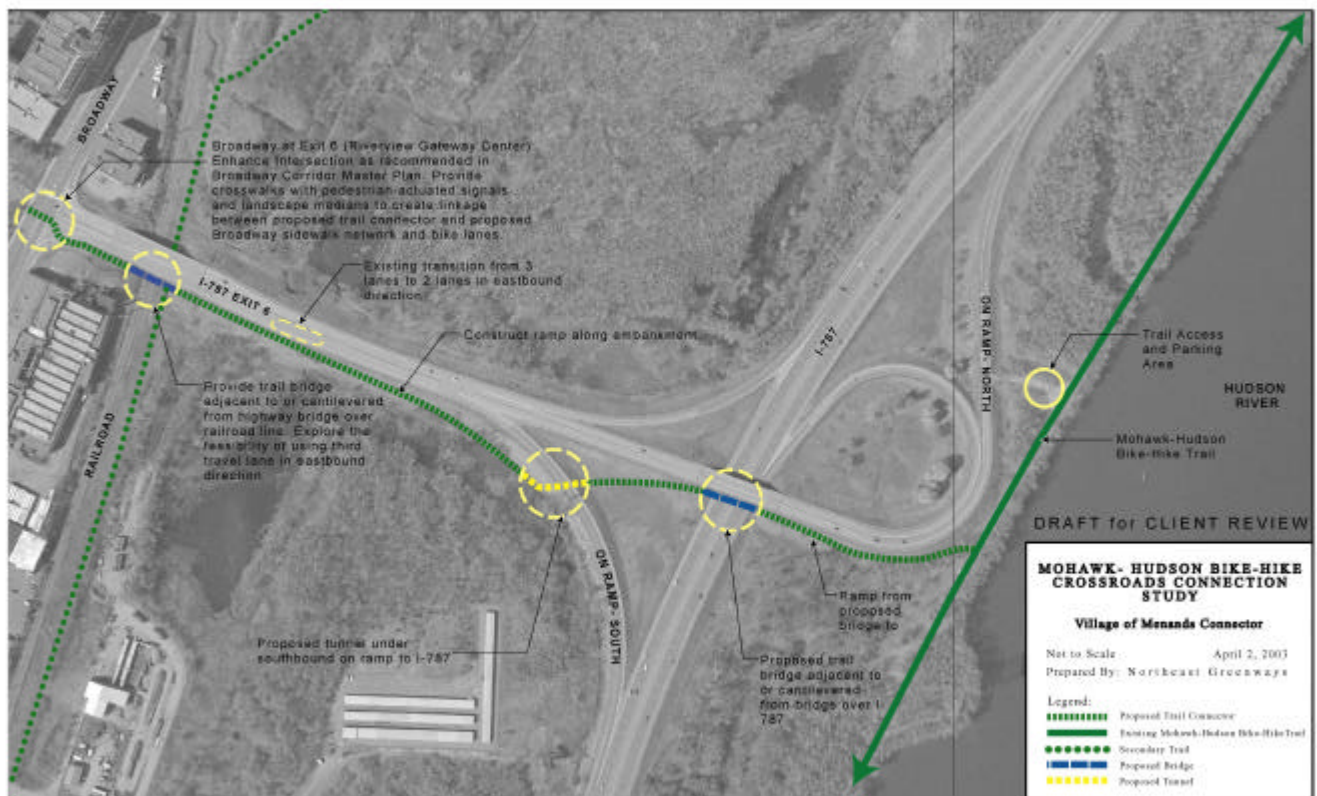 BROADWAY
Broadway at Exit 6 (Riverview Gateway Center)
Enhance Intersection as recommended in
Broadway Corridor Master Plan. Provide
crosswalks with pedestrian-actuated signals
and landscape medians to create linkage
between proposed trail connector and proposed
Broadway sidewalk network and bike lanes.
Existing transition from 3
lanes to 2 lanes in eastbound
direction
I-787 EXIT 6
Construct ramp along embankment
I-787
ON RAMP- NORTH
Trail Access
and Parking
Area
HUDSON
RIVER
Mohawk-Hudson
Bike-Hike Trail
Provide trail bridge
adjacent to or cantilevered
from highway bridge over
railroad line. Explore the
feasibility of using third
travel lane in eastbound
direction
RAILROAD
ON RAMP- SOUTH
Proposed tunnel under
southbound on ramp to I-787
Ramp from
proposed
bridge to
Proposed trail
bridge adjacent to
or cantilevered
from bridge over I-
787
DRAFT for CLIENT REVIEW
MOHAWK- HUDSON BIKE-HIKE
CROSSROADS CONNECTION
STUDY
Village of Menands Connector
Not to Scale April 2, 2003
Prepared By: Northeast Greenways
Legend:
Proposed Trail Connector
Existing Mohawk-Hudson Bike-Hike Trail
Secondary Trail
Proposed Bridge
Proposed Tunnel